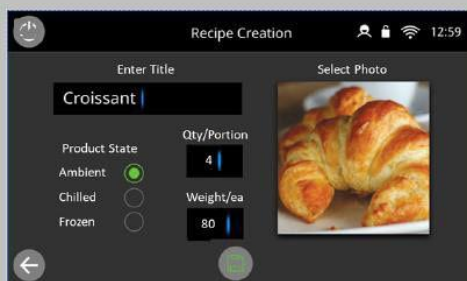 Recipe Creation
12:59
Enter Title
Croissant
Select Photo
Product State
Ambient
Chilled
Frozen
Qty/Portion
4
Weight/ea
80